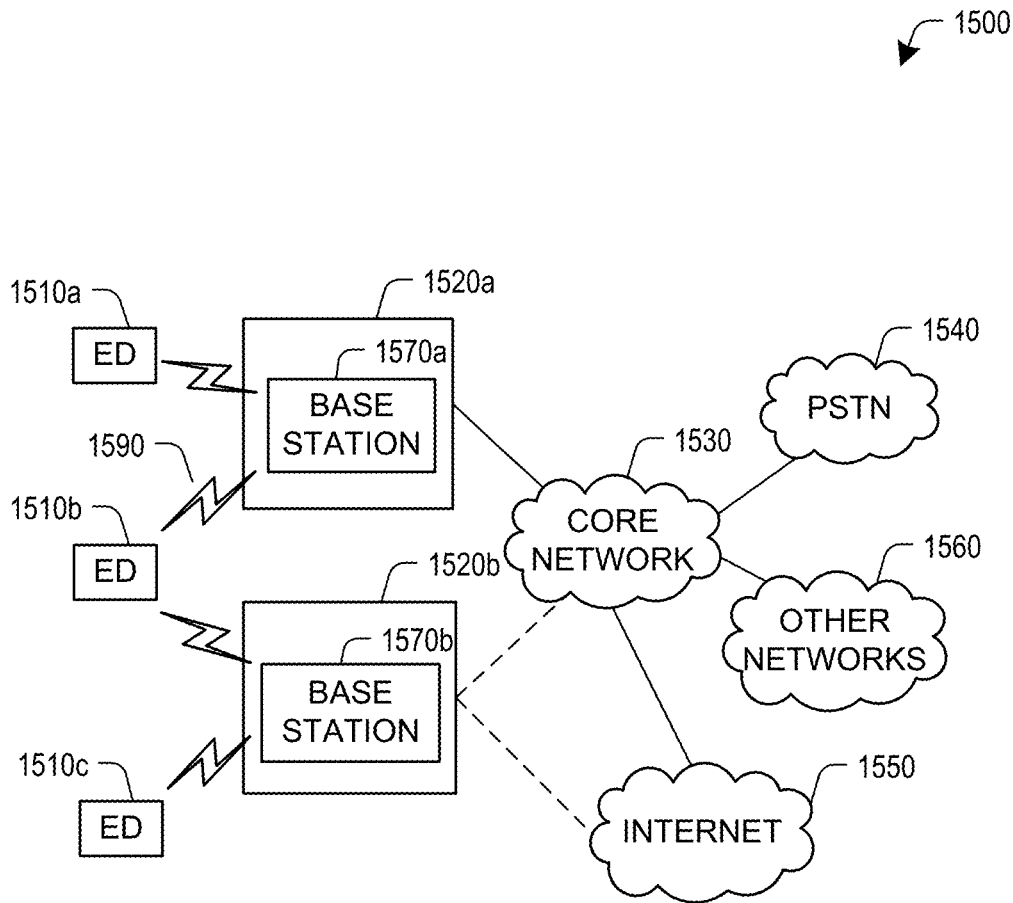 1500
1510a
1520a
ED
1570a
BASE
STATION
1540
PSTN
1590
1530
CORE
NETWORK
1510b
ED
1520b
1560
OTHER
NETWORKS
1570b
BASE
STATION
1510c
ED
1550
INTERNET